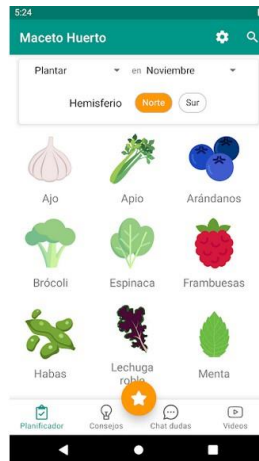 5:24
Maceto Huerto
Plantar en Noviembre
Hemisferio Norte Sur
Ajo Apio Arándanos
Brócoli Espinaca Frambuesas
Habas Lechuga roble Menta
Planificador Consejos Chat dudas Videos